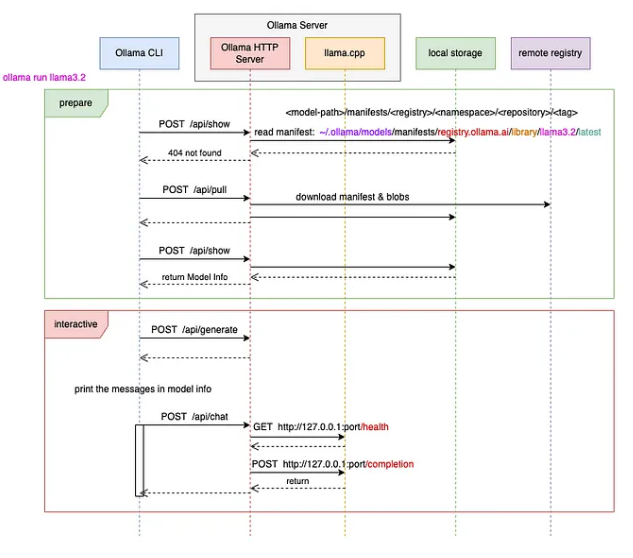 Ollama Server
Ollama CLI
Ollama HTTP
Server
llama.cpp
local storage
remote registry
ollama run llama3.2
prepare
<model-path>/manifests/<registry>/<namespace>/<repository>/<tag>
POST /api/show
read manifest: ~/.ollama/models/manifests/registry.ollama.ai/library/llama3.2/latest
404 not found
POST /api/pull
download manifest & blobs
POST /api/show
return Model Info
interactive
POST /api/generate
print the messages in model info
POST /api/chat
GET http://127.0.0.1:port/health
POST http://127.0.0.1:port/completion
return